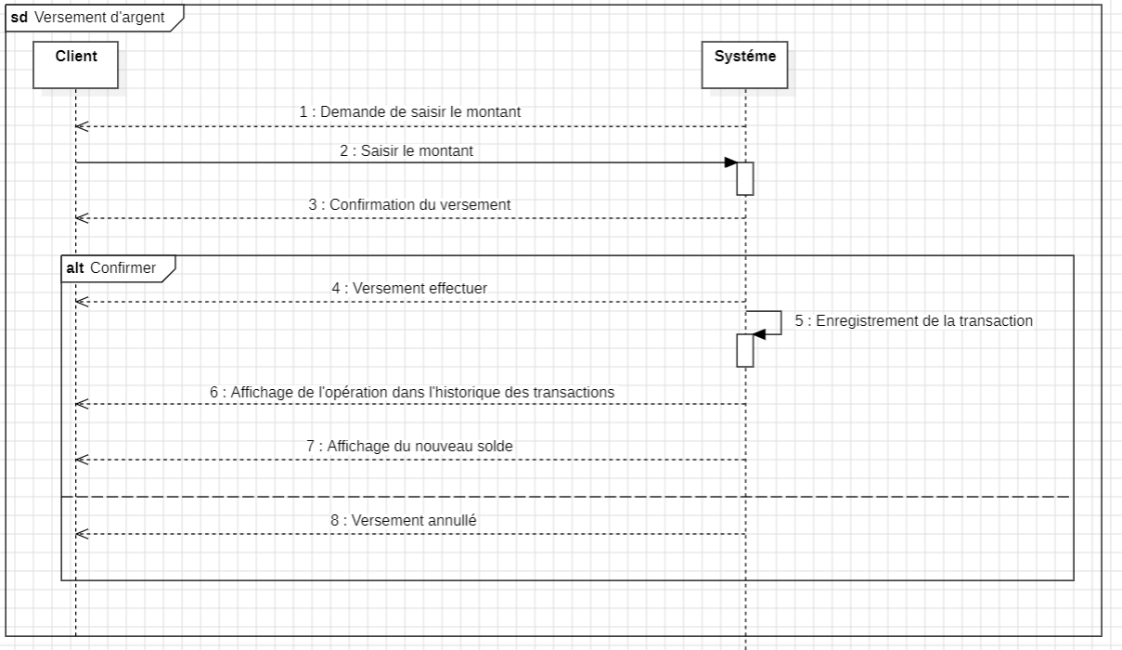 sd Versement d'argent
Client
Systéme
1 : Demande de saisir le montant
2 : Saisir le montant
3 : Confirmation du versement
alt Confirmer
4 : Versement effectuer
5 : Enregistrement de la transaction
6 : Affichage de l'opération dans l'historique des transactions
7 : Affichage du nouveau solde
8 : Versement annullé